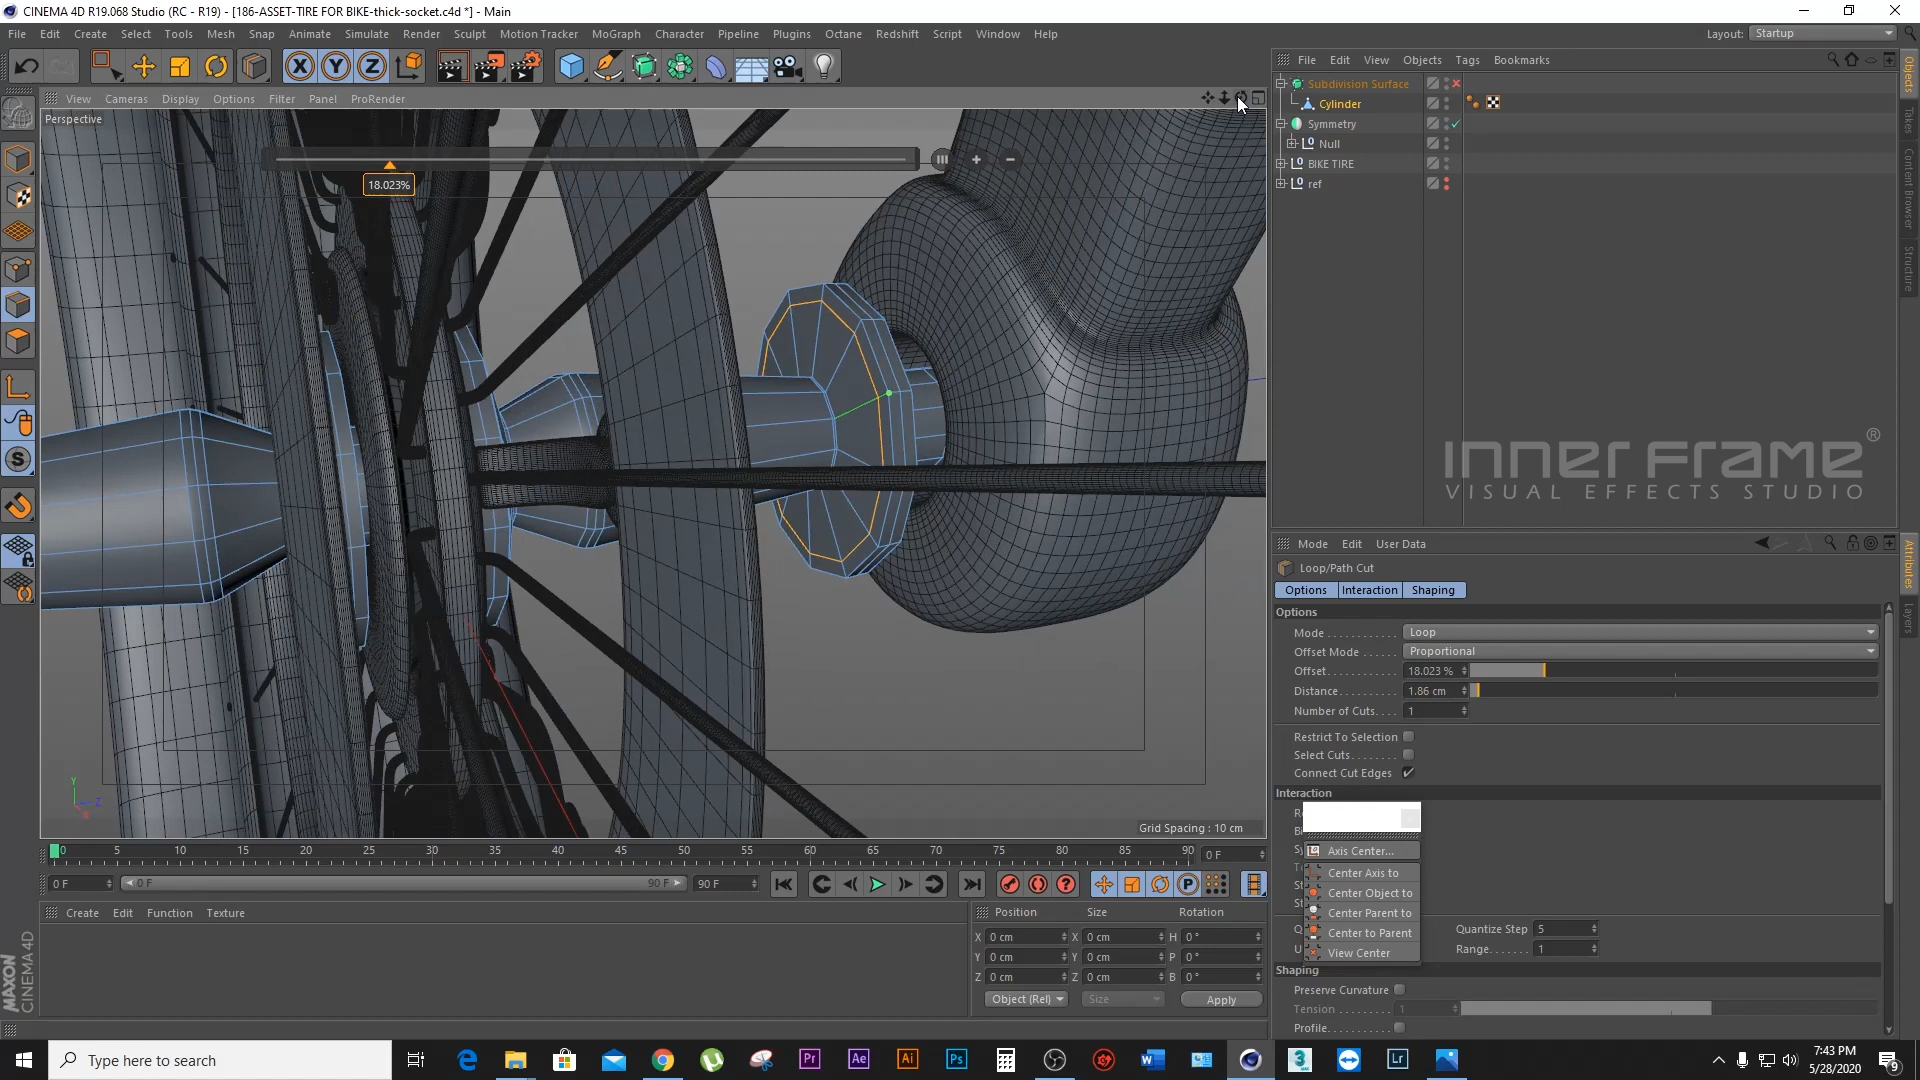 CINEMA 4D R19.068 Studio (RC - R19) - [186-ASSET-TIRE FOR BIKE-thick-socket.c4d *] - Main
File Edit Create Select Tools Mesh Snap Animate Simulate Render Sculpt Motion Tracker MoGraph Character Pipeline Plugins Octane Redshift Script Window Help
Layout: Startup
View Cameras Display Options Filter Panel ProRender
Perspective
18.023%
Grid Spacing : 10 cm
File Edit View Objects Tags Bookmarks
Subdivision Surface
Cylinder
Symmetry
Null
BIKE TIRE
ref
Objects
Takes
Content Browser
Structure
INNER FRAME ®
VISUAL EFFECTS STUDIO
Mode Edit User Data
Loop/Path Cut
Options Interaction Shaping
Options
Mode Loop
Offset Mode Proportional
Offset 18.023 %
Distance 1.86 cm
Number of Cuts 1
Restrict To Selection
Select Cuts
Connect Cut Edges
Interaction
Axis Center...
Center Axis to
Center Object to
Center Parent to
Center to Parent
View Center
Quantize Step 5
Range 1
Shaping
Preserve Curvature
Tension 1
Profile
Attributes
Layers
0 5 10 15 20 25 30 35 40 45 50 55 60 65 70 75 80 85 90 0 F
0 F 0 F 90 F 90 F
Create Edit Function Texture
Position Size Rotation
X 0 cm X 0 cm H 0 °
Y 0 cm Y 0 cm P 0 °
Z 0 cm Z 0 cm B 0 °
Object (Rel) Size Apply
MAXON
CINEMA 4D
Type here to search
7:43 PM
5/28/2020